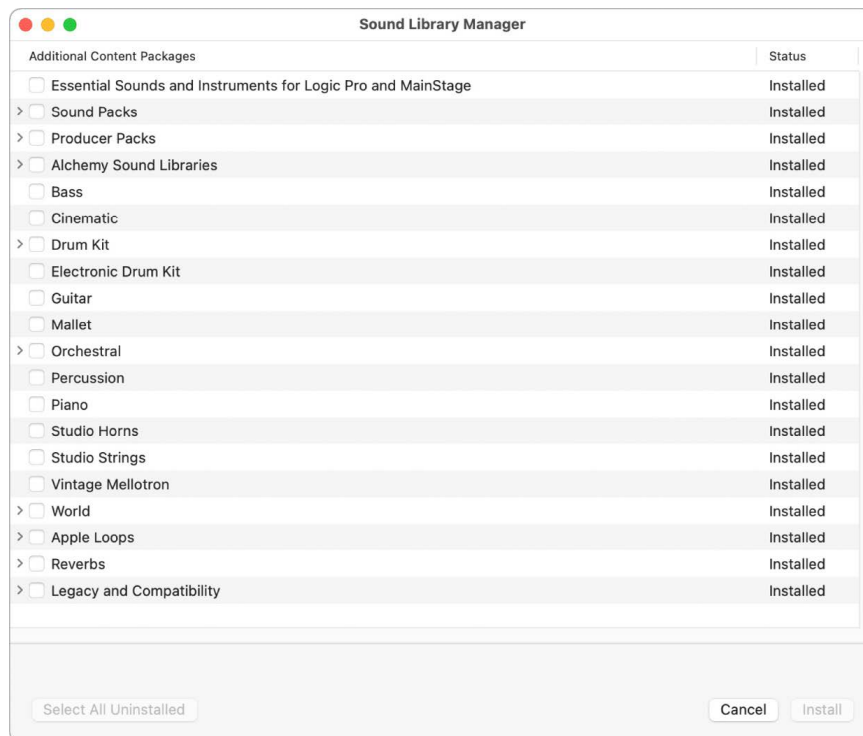 Sound Library Manager
Additional Content Packages Status
Essential Sounds and Instruments for Logic Pro and MainStage Installed
Sound Packs Installed
Producer Packs Installed
Alchemy Sound Libraries Installed
Bass Installed
Cinematic Installed
Drum Kit Installed
Electronic Drum Kit Installed
Guitar Installed
Mallet Installed
Orchestral Installed
Percussion Installed
Piano Installed
Studio Horns Installed
Studio Strings Installed
Vintage Mellotron Installed
World Installed
Apple Loops Installed
Reverbs Installed
Legacy and Compatibility Installed
Select All Uninstalled Cancel Install